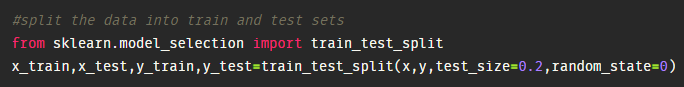 #split the data into train and test sets
from sklearn.model_selection import train_test_split
x_train,x_test,y_train,y_test=train_test_split(x,y,test_size=0.2,random_state=0)